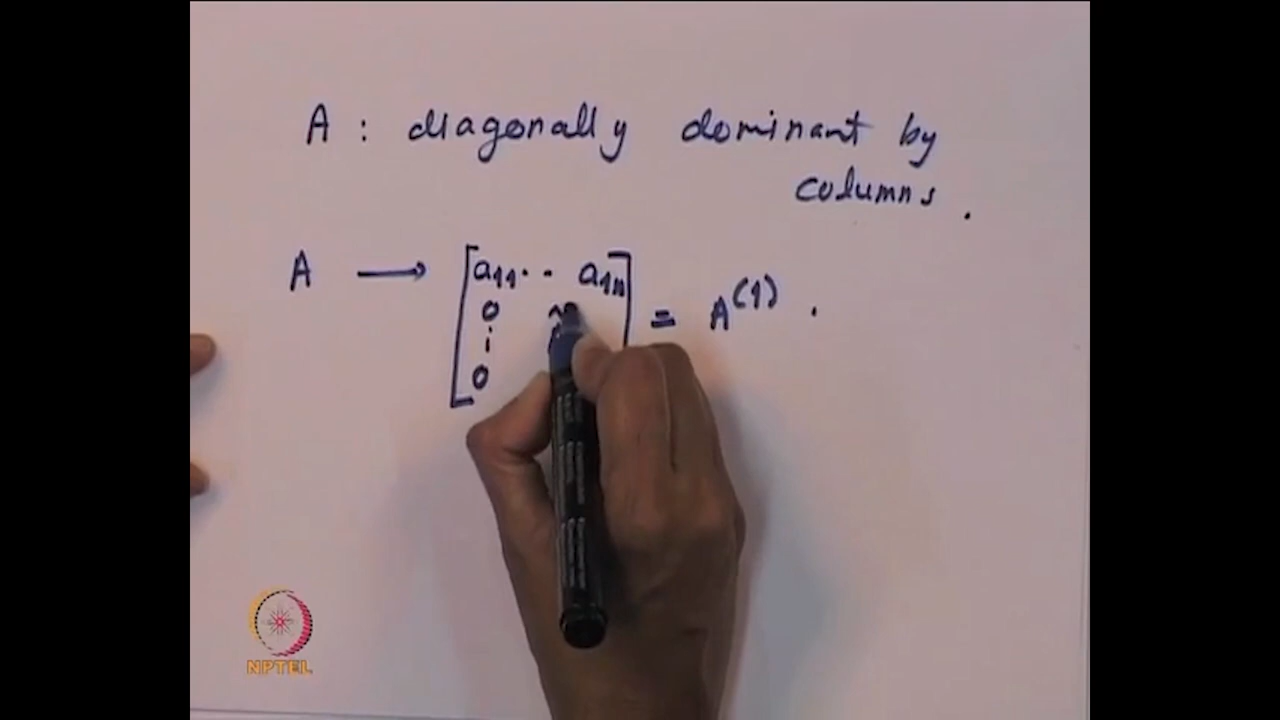 A : diagonally dominant by
columns .
A → [ a11 . . a1n
0
⋮
0 ] = A(1) .
NPTEL